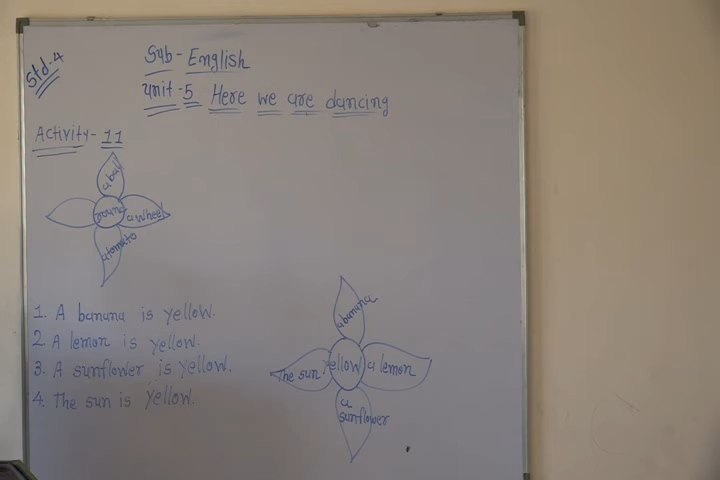 Std.4
Sub - English
Unit - 5 Here we are dancing
Activity - 11
a ball
round
a wheel
a tomato
1. A banana is yellow.
2 A lemon is yellow.
3. A sunflower is yellow.
4. The sun is yellow.
a banana
The sun
yellow
a lemon
a
sunflower